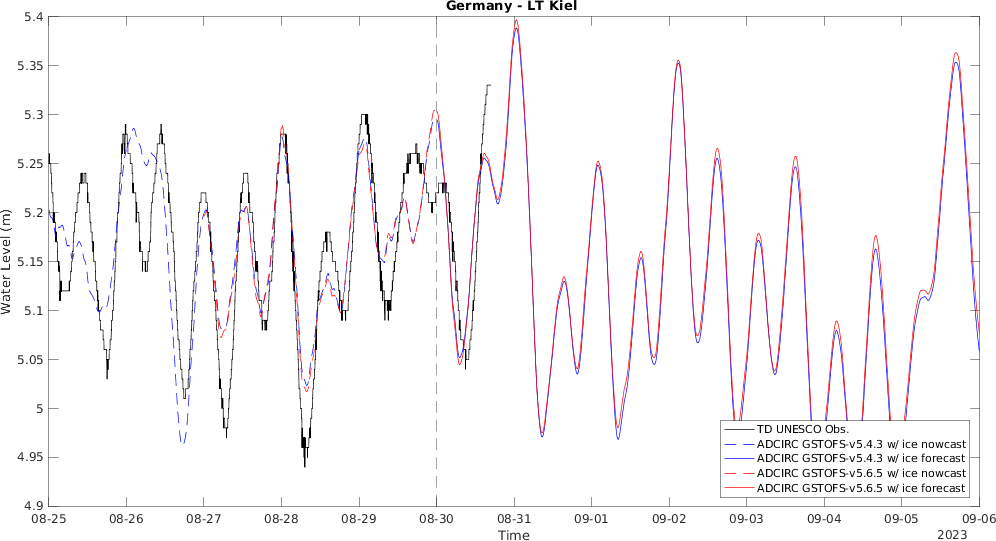 Germany - LT Kiel
5.4
5.35
5.3
5.25
5.2
5.15
5.1
5.05
5
4.95
4.9
Water Level (m)
TD UNESCO Obs.
ADCIRC GSTOFS-v5.4.3 w/ ice nowcast
ADCIRC GSTOFS-v5.4.3 w/ ice forecast
ADCIRC GSTOFS-v5.6.5 w/ ice nowcast
ADCIRC GSTOFS-v5.6.5 w/ ice forecast
08-25 08-26 08-27 08-28 08-29 08-30 08-31 09-01 09-02 09-03 09-04 09-05 09-06
Time
2023